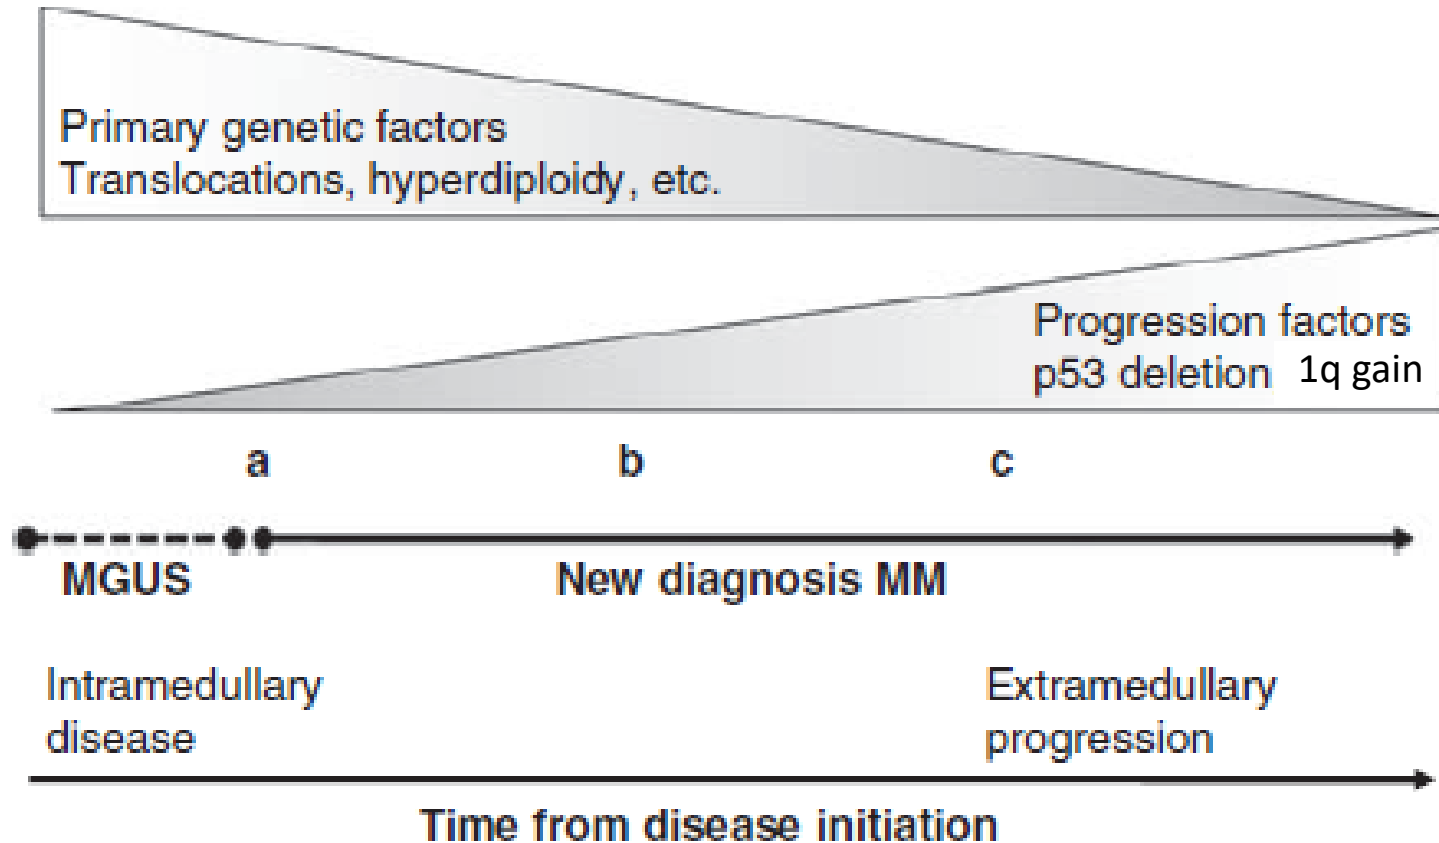 Primary genetic factors
Translocations, hyperdiploidy, etc.
Progression factors
p53 deletion 1q gain
a b c
MGUS New diagnosis MM
Intramedullary
disease
Extramedullary
progression
Time from disease initiation